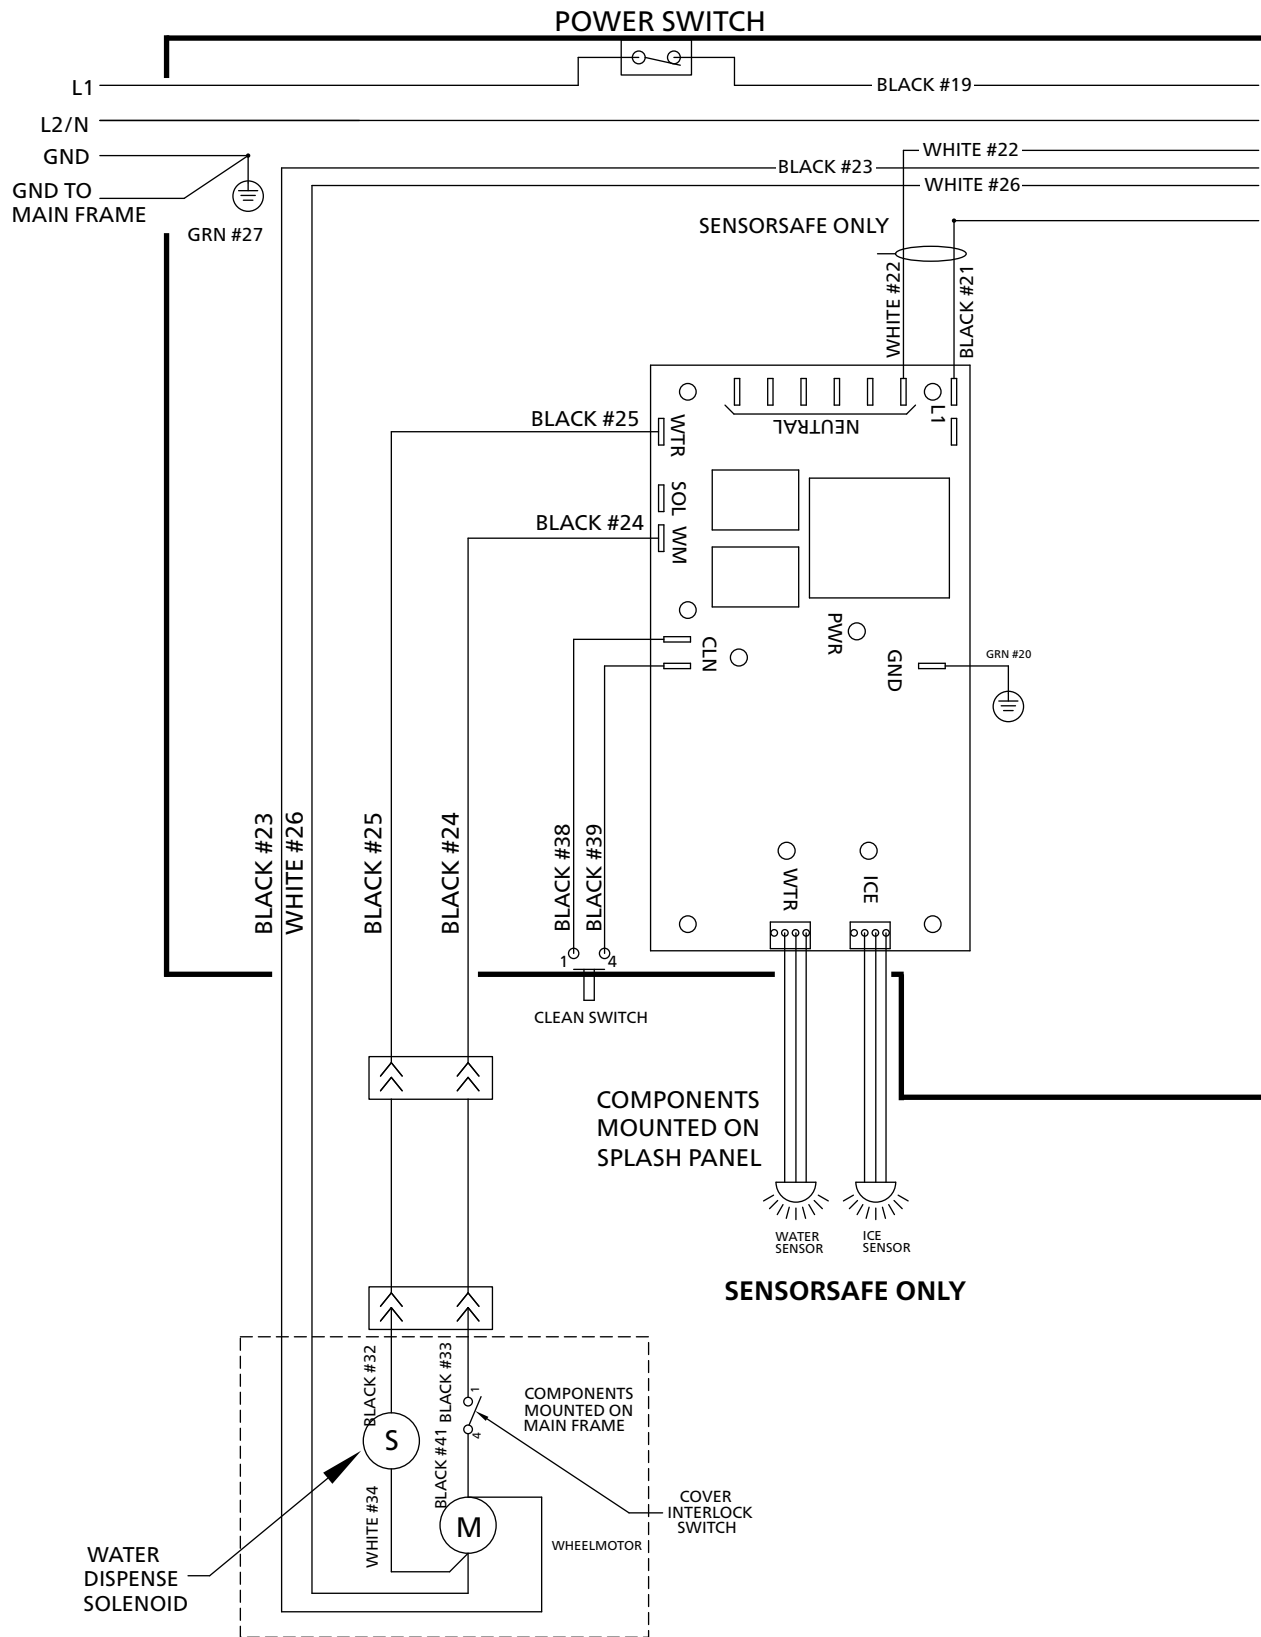 POWER SWITCH
L1
BLACK #19
L2/N
GND
WHITE #22
BLACK #23
GND TO
MAIN FRAME
WHITE #26
GRN #27
SENSORSAFE ONLY
WHITE #22
BLACK #21
BLACK #25
WTR
NEUTRAL
L1
SOL
BLACK #24
WM
PWR
CLN
GND
GRN #20
BLACK #23
WHITE #26
BLACK #25
BLACK #24
BLACK #38
BLACK #39
WTR
ICE
1
4
CLEAN SWITCH
COMPONENTS
MOUNTED ON
SPLASH PANEL
WATER
SENSOR
ICE
SENSOR
SENSORSAFE ONLY
BLACK #32
BLACK #33
1
4
COMPONENTS
MOUNTED ON
MAIN FRAME
S
BLACK #41
WHITE #34
M
COVER
INTERLOCK
SWITCH
WHEELMOTOR
WATER
DISPENSE
SOLENOID